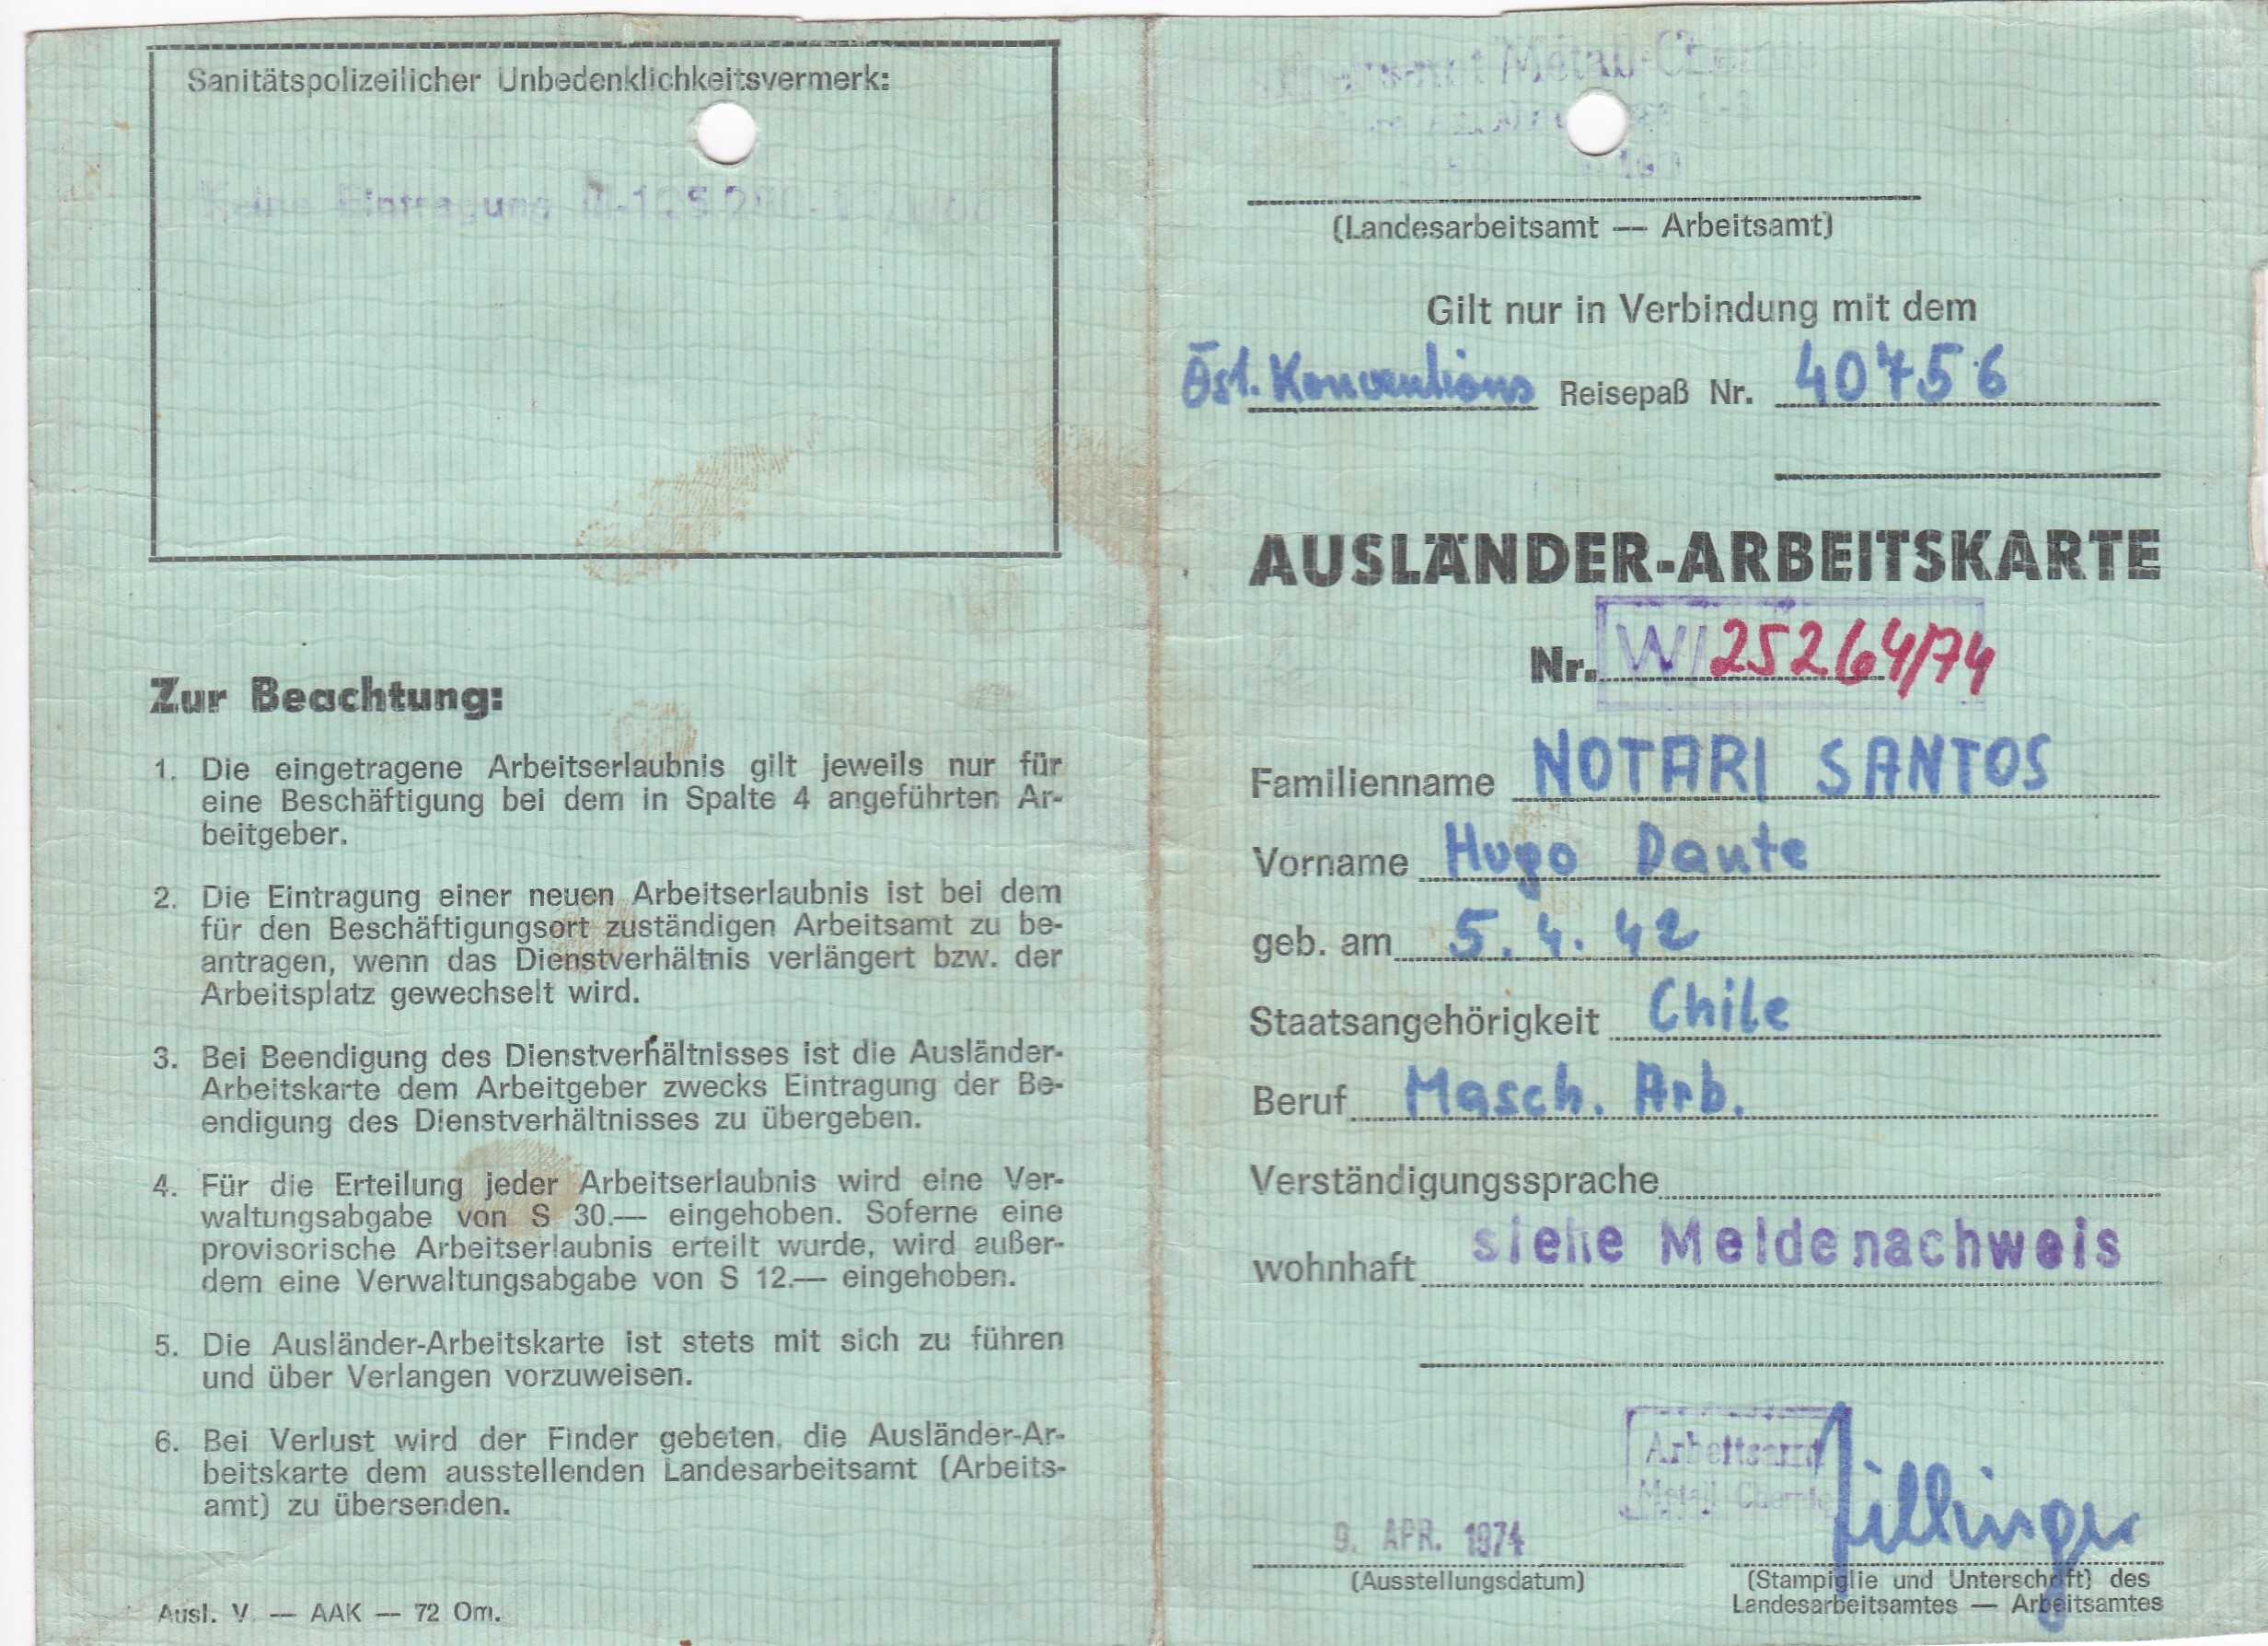 Sanitätspolizeilicher Unbedenklichkeitsvermerk:
Keine Eintragung
Zur Beachtung:
1. Die eingetragene Arbeitserlaubnis gilt jeweils nur für
eine Beschäftigung bei dem in Spalte 4 angeführten Ar-
beitgeber.
2. Die Eintragung einer neuen Arbeitserlaubnis ist bei dem
für den Beschäftigungsort zuständigen Arbeitsamt zu be-
antragen, wenn das Dienstverhältnis verlängert bzw. der
Arbeitsplatz gewechselt wird.
3. Bei Beendigung des Dienstverhältnisses ist die Ausländer-
Arbeitskarte dem Arbeitgeber zwecks Eintragung der Be-
endigung des Dienstverhältnisses zu übergeben.
4. Für die Erteilung jeder Arbeitserlaubnis wird eine Ver-
waltungsabgabe von S 30.— eingehoben. Soferne eine
provisorische Arbeitserlaubnis erteilt wurde, wird außer-
dem eine Verwaltungsabgabe von S 12.— eingehoben.
5. Die Ausländer-Arbeitskarte ist stets mit sich zu führen
und über Verlangen vorzuweisen.
6. Bei Verlust wird der Finder gebeten, die Ausländer-Ar-
beitskarte dem ausstellenden Landesarbeitsamt (Arbeits-
amt) zu übersenden.
Ausl. V. — AAK — 72 Om.
Metall-Chemie
(Landesarbeitsamt — Arbeitsamt)
Gilt nur in Verbindung mit dem
Öst. Konventions Reisepaß Nr. 40756
AUSLÄNDER-ARBEITSKARTE
Nr. W/25264/74
Familienname NOTARI SANTOS
Vorname Hugo Dante
geb. am 5. 4. 42
Staatsangehörigkeit Chile
Beruf Masch. Arb.
Verständigungssprache
wohnhaft siehe Meldenachweis
Arbeitsamt
Metall Chemie
9. APR. 1974
(Ausstellungsdatum)
(Stampiglie und Unterschrift) des
Landesarbeitsamtes — Arbeitsamtes